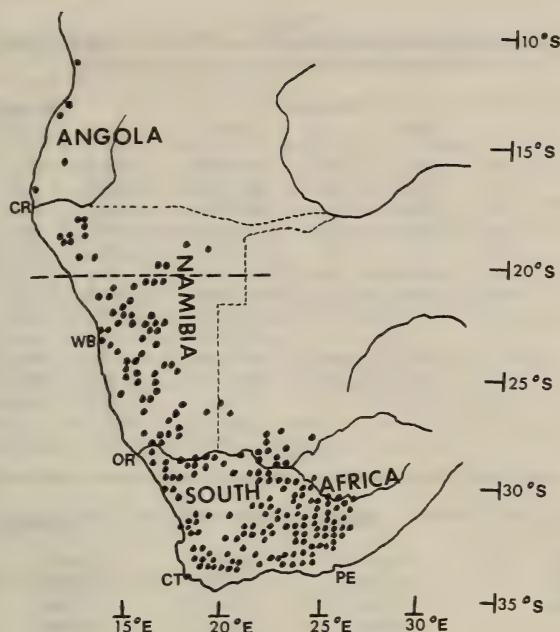 10°S
ANGOLA
15°S
CR
20°S
NAMIBIA
WB
25°S
OR
SOUTH AFRICA
30°S
CT
PE
35°S
15°E 20°E 25°E 30°E